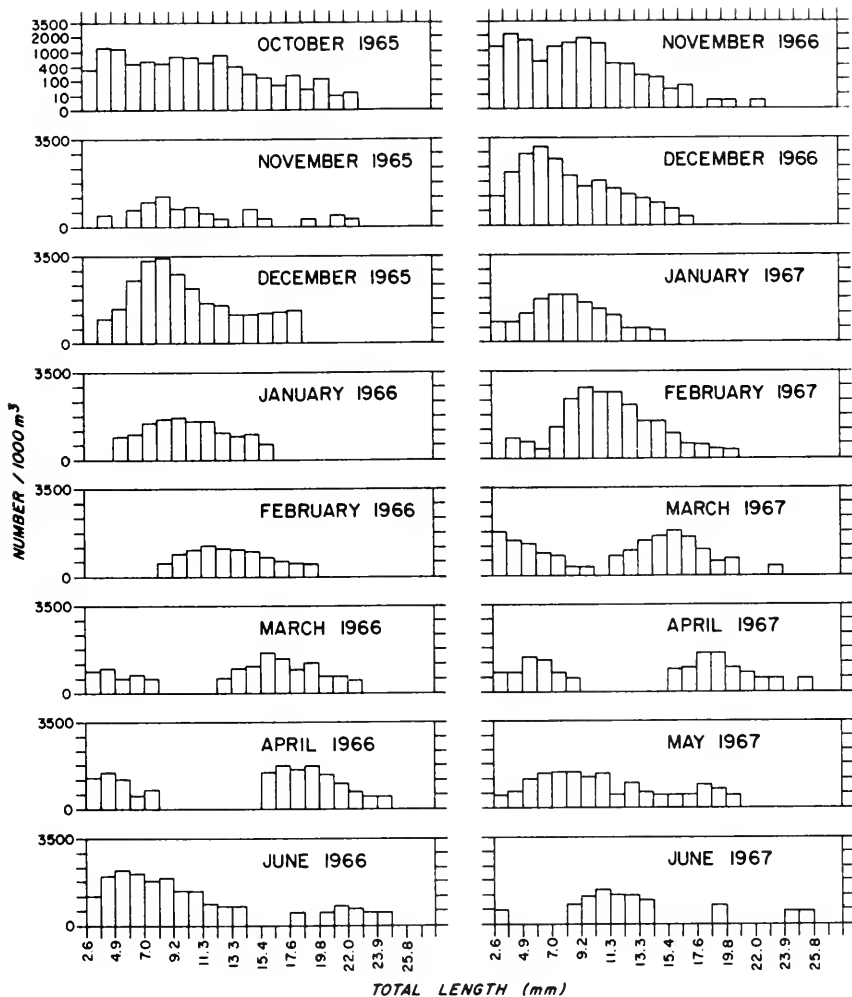 3500
2000
1000
400
100
10
0
OCTOBER 1965
NOVEMBER 1966
3500
0
NOVEMBER 1965
DECEMBER 1966
3500
0
DECEMBER 1965
JANUARY 1967
3500
0
JANUARY 1966
FEBRUARY 1967
3500
0
FEBRUARY 1966
MARCH 1967
3500
0
MARCH 1966
APRIL 1967
3500
0
APRIL 1966
MAY 1967
3500
0
JUNE 1966
JUNE 1967
NUMBER / 1000 m³
2.6 4.9 7.0 9.2 11.3 13.3 15.4 17.6 19.8 22.0 23.9 25.8
2.6 4.9 7.0 9.2 11.3 13.3 15.4 17.6 19.8 22.0 23.9 25.8
TOTAL LENGTH (mm)